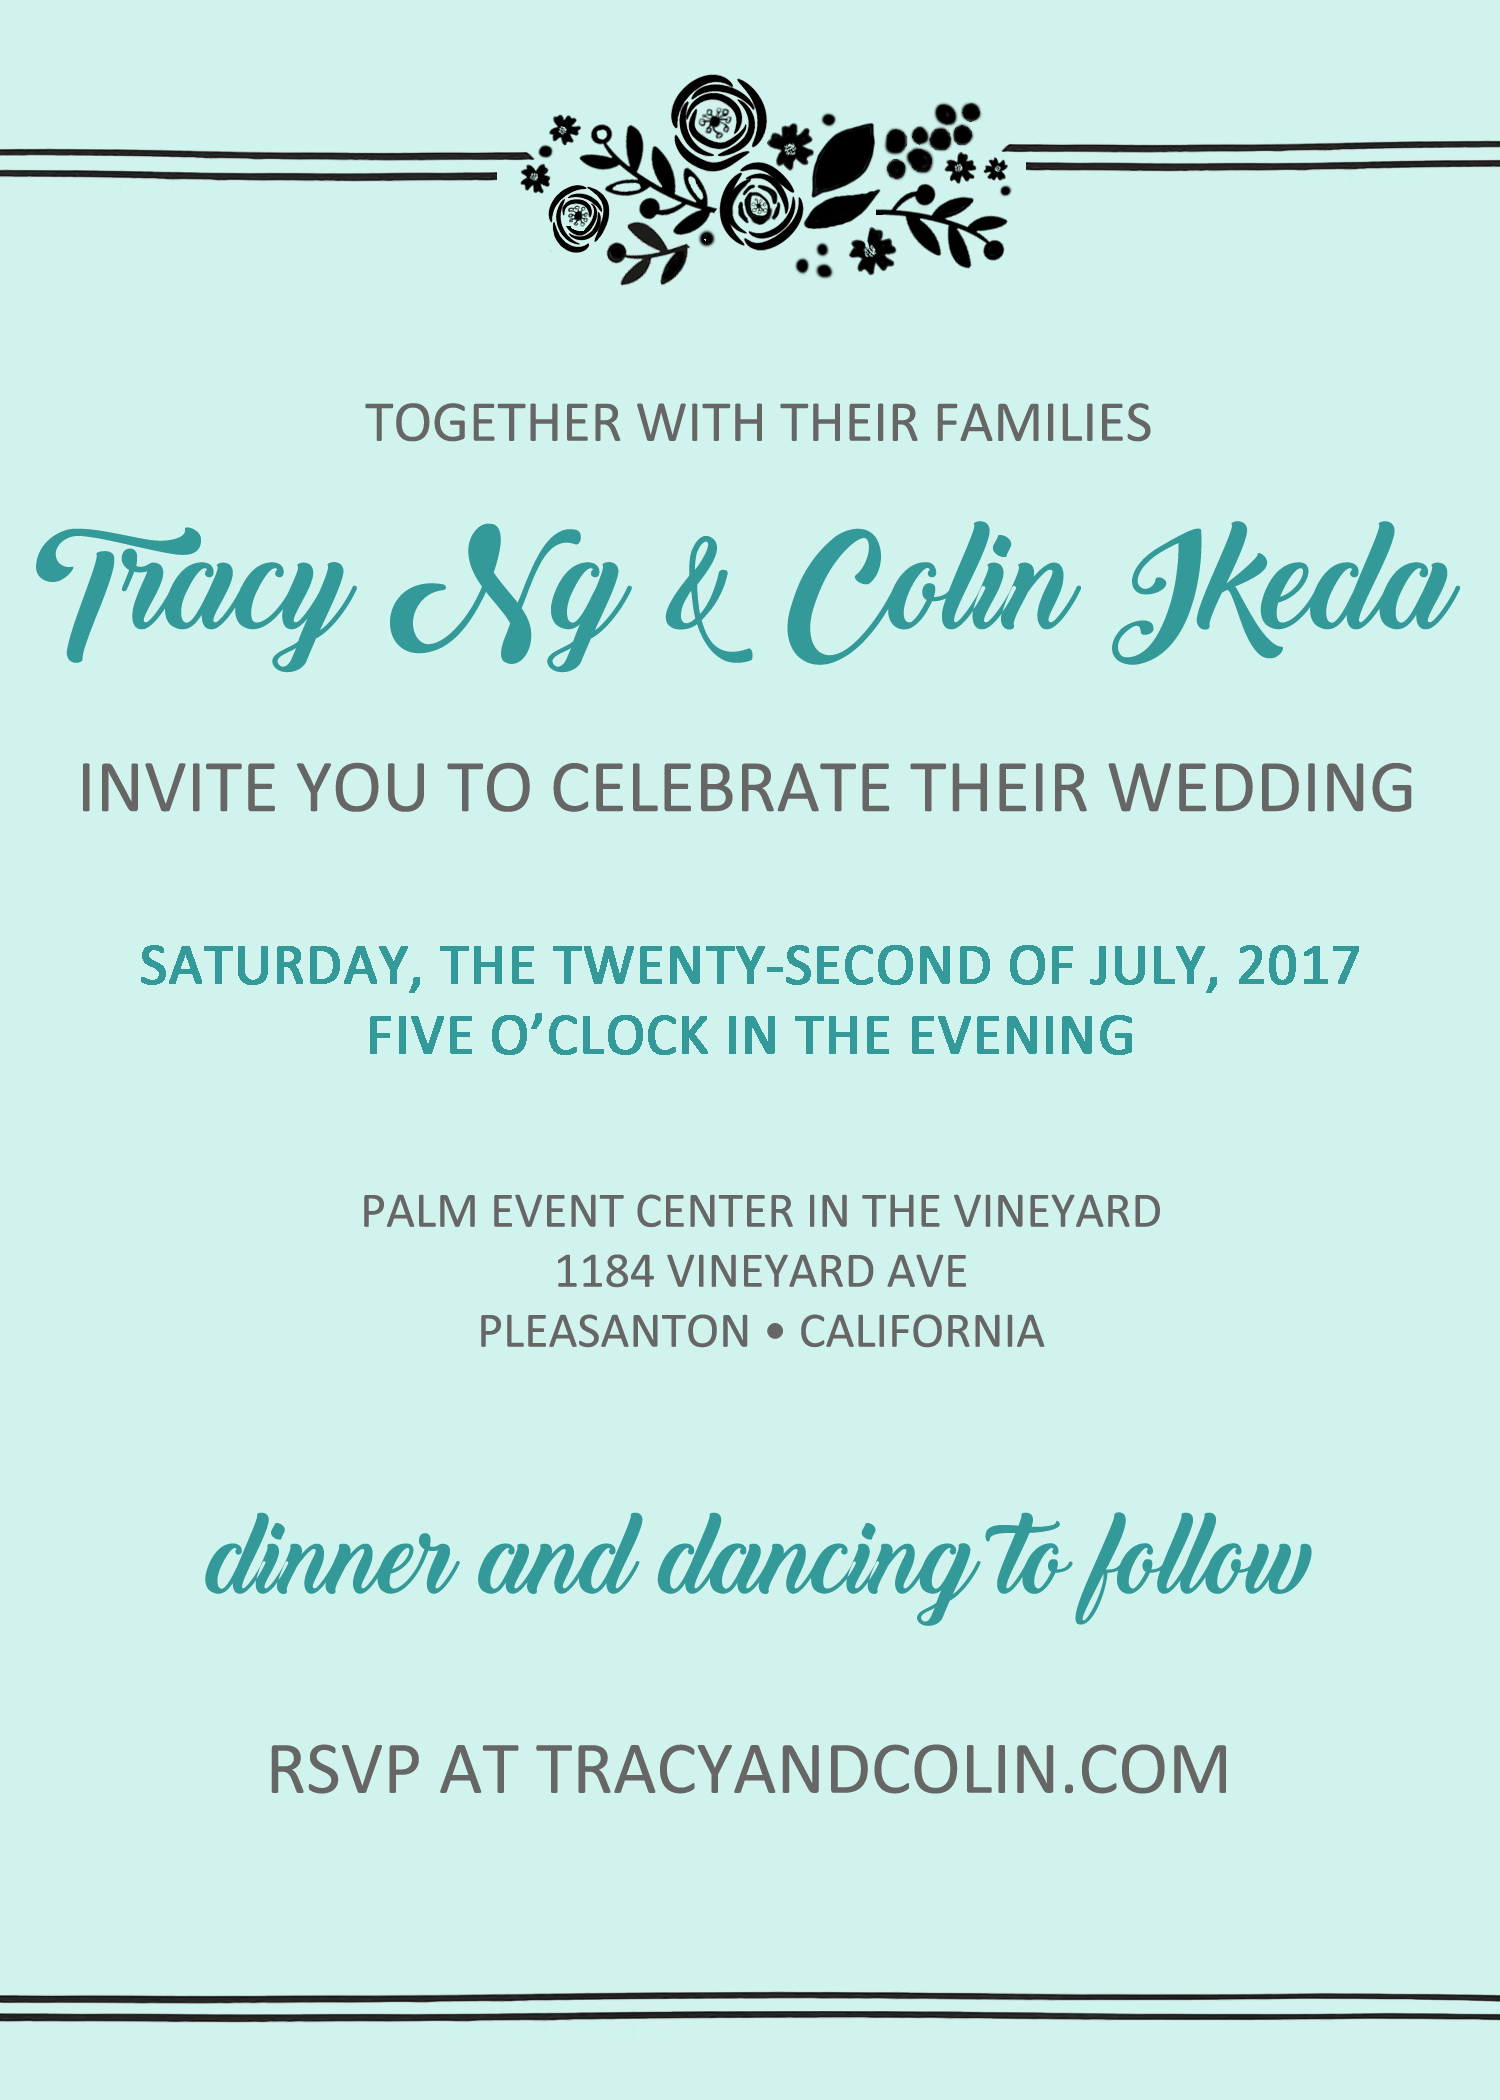 TOGETHER WITH THEIR FAMILIES
Tracy Ng & Colin Ikeda
INVITE YOU TO CELEBRATE THEIR WEDDING
SATURDAY, THE TWENTY-SECOND OF JULY, 2017
FIVE O’CLOCK IN THE EVENING
PALM EVENT CENTER IN THE VINEYARD
1184 VINEYARD AVE
PLEASANTON • CALIFORNIA
dinner and dancing to follow
RSVP AT TRACYANDCOLIN.COM